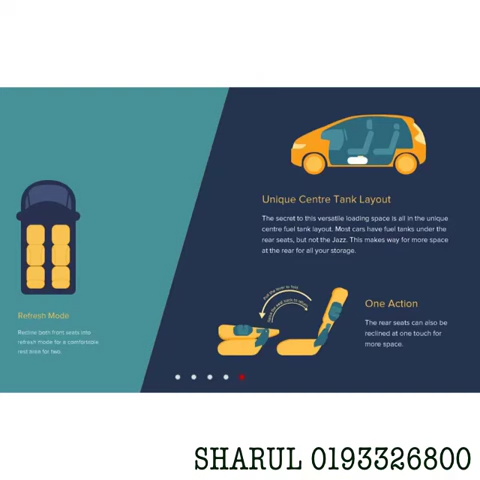 Refresh Mode
Recline both front seats into
refresh mode for a comfortable
rest area for two.
Unique Centre Tank Layout
The secret to this versatile loading space is all in the unique
centre fuel tank layout. Most cars have fuel tanks under the
rear seats, but not the Jazz. This makes way for more space
at the rear for all your storage.
One Action
The rear seats can also be
reclined at one touch for
more space.
SHARUL 0193326800